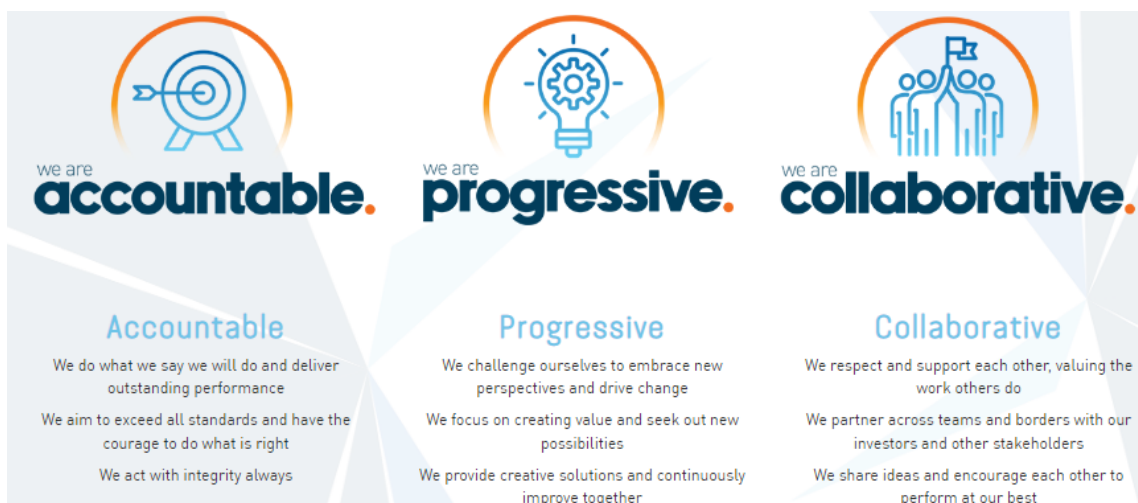 we are
accountable.
we are
progressive.
we are
collaborative.
Accountable
We do what we say we will do and deliver
outstanding performance
We aim to exceed all standards and have the
courage to do what is right
We act with integrity always
Progressive
We challenge ourselves to embrace new
perspectives and drive change
We focus on creating value and seek out new
possibilities
We provide creative solutions and continuously
improve together
Collaborative
We respect and support each other, valuing the
work others do
We partner across teams and borders with our
investors and other stakeholders
We share ideas and encourage each other to
perform at our best